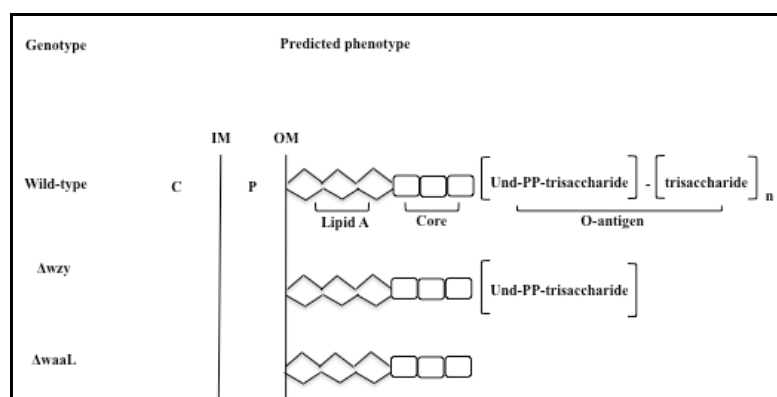 Genotype Predicted phenotype
IM OM
Wild-type C P Und-PP-trisaccharide - trisaccharide n
Lipid A Core O-antigen
Δwzy Und-PP-trisaccharide
ΔwaaL